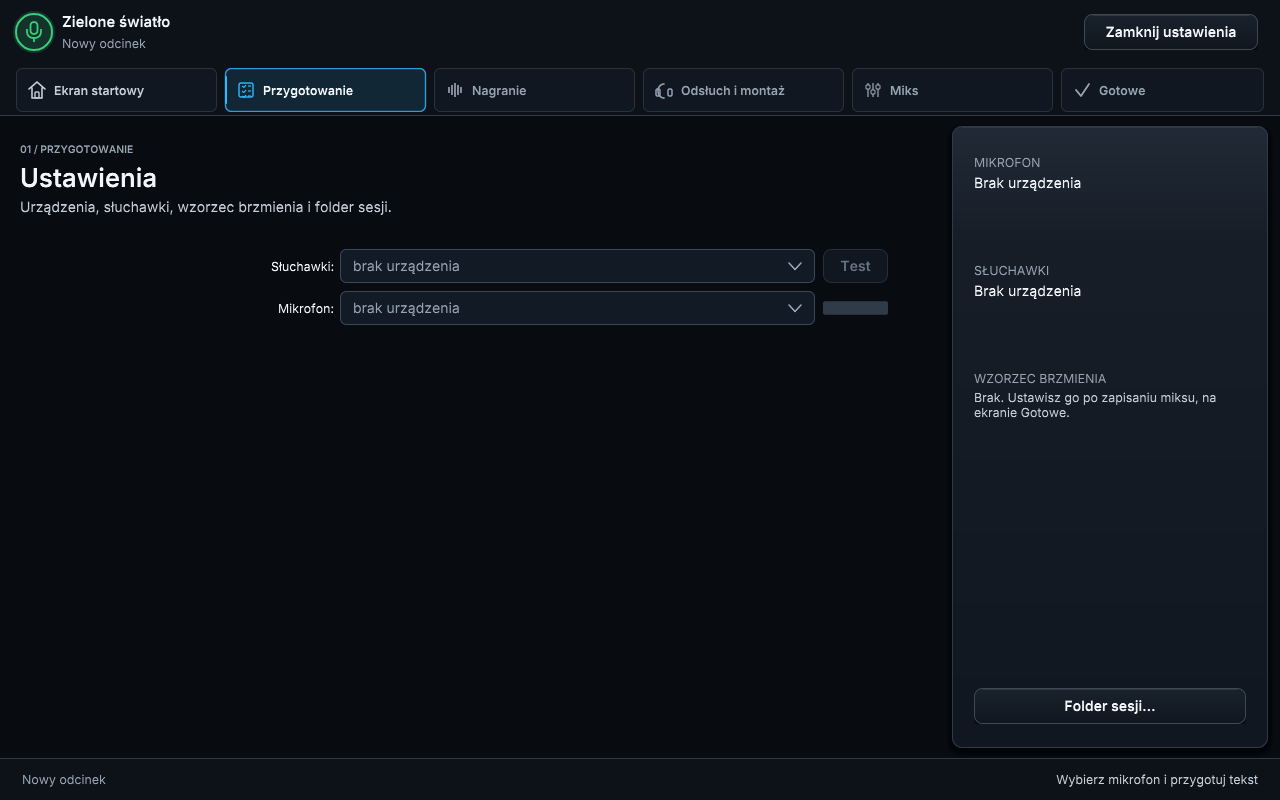 Zielone światło
Nowy odcinek
Zamknij ustawienia
Ekran startowy
Przygotowanie
Nagranie
Odsłuch i montaż
Miks
Gotowe
01 / PRZYGOTOWANIE
Ustawienia
Urządzenia, słuchawki, wzorzec brzmienia i folder sesji.
Słuchawki:
brak urządzenia
Test
Mikrofon:
brak urządzenia
MIKROFON
Brak urządzenia
SŁUCHAWKI
Brak urządzenia
WZORZEC BRZMIENIA
Brak. Ustawisz go po zapisaniu miksu, na
ekranie Gotowe.
Folder sesji...
Nowy odcinek
Wybierz mikrofon i przygotuj tekst